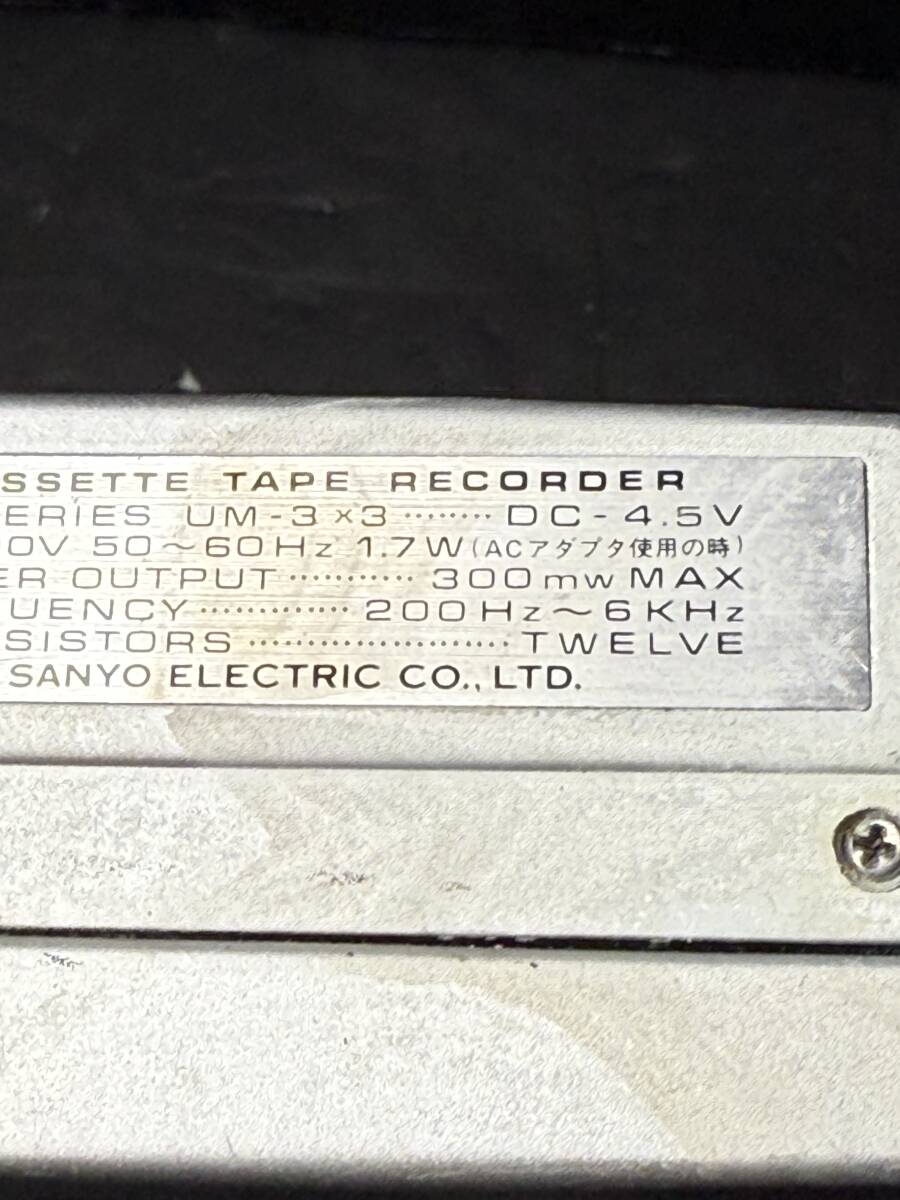 SSETTE TAPE RECORDER
ERIES UM-3×3 ········ DC-4.5V
0V 50~60Hz 1.7W(ACアダプタ使用の時)
ER OUTPUT ··········· 300mw MAX
UENCY ············· 200Hz~6KHz
SISTORS ······················ TWELVE
SANYO ELECTRIC CO., LTD.